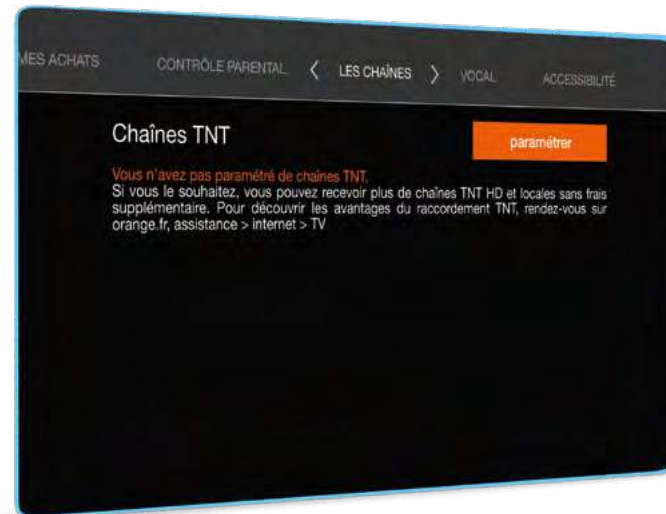 MES ACHATS CONTRÔLE PARENTAL < LES CHAÎNES > VOCAL ACCESSIBILITÉ
Chaînes TNT
paramétrer
Vous n'avez pas paramétré de chaînes TNT.
Si vous le souhaitez, vous pouvez recevoir plus de chaînes TNT HD et locales sans frais
supplémentaire. Pour découvrir les avantages du raccordement TNT, rendez-vous sur
orange.fr, assistance > internet > TV